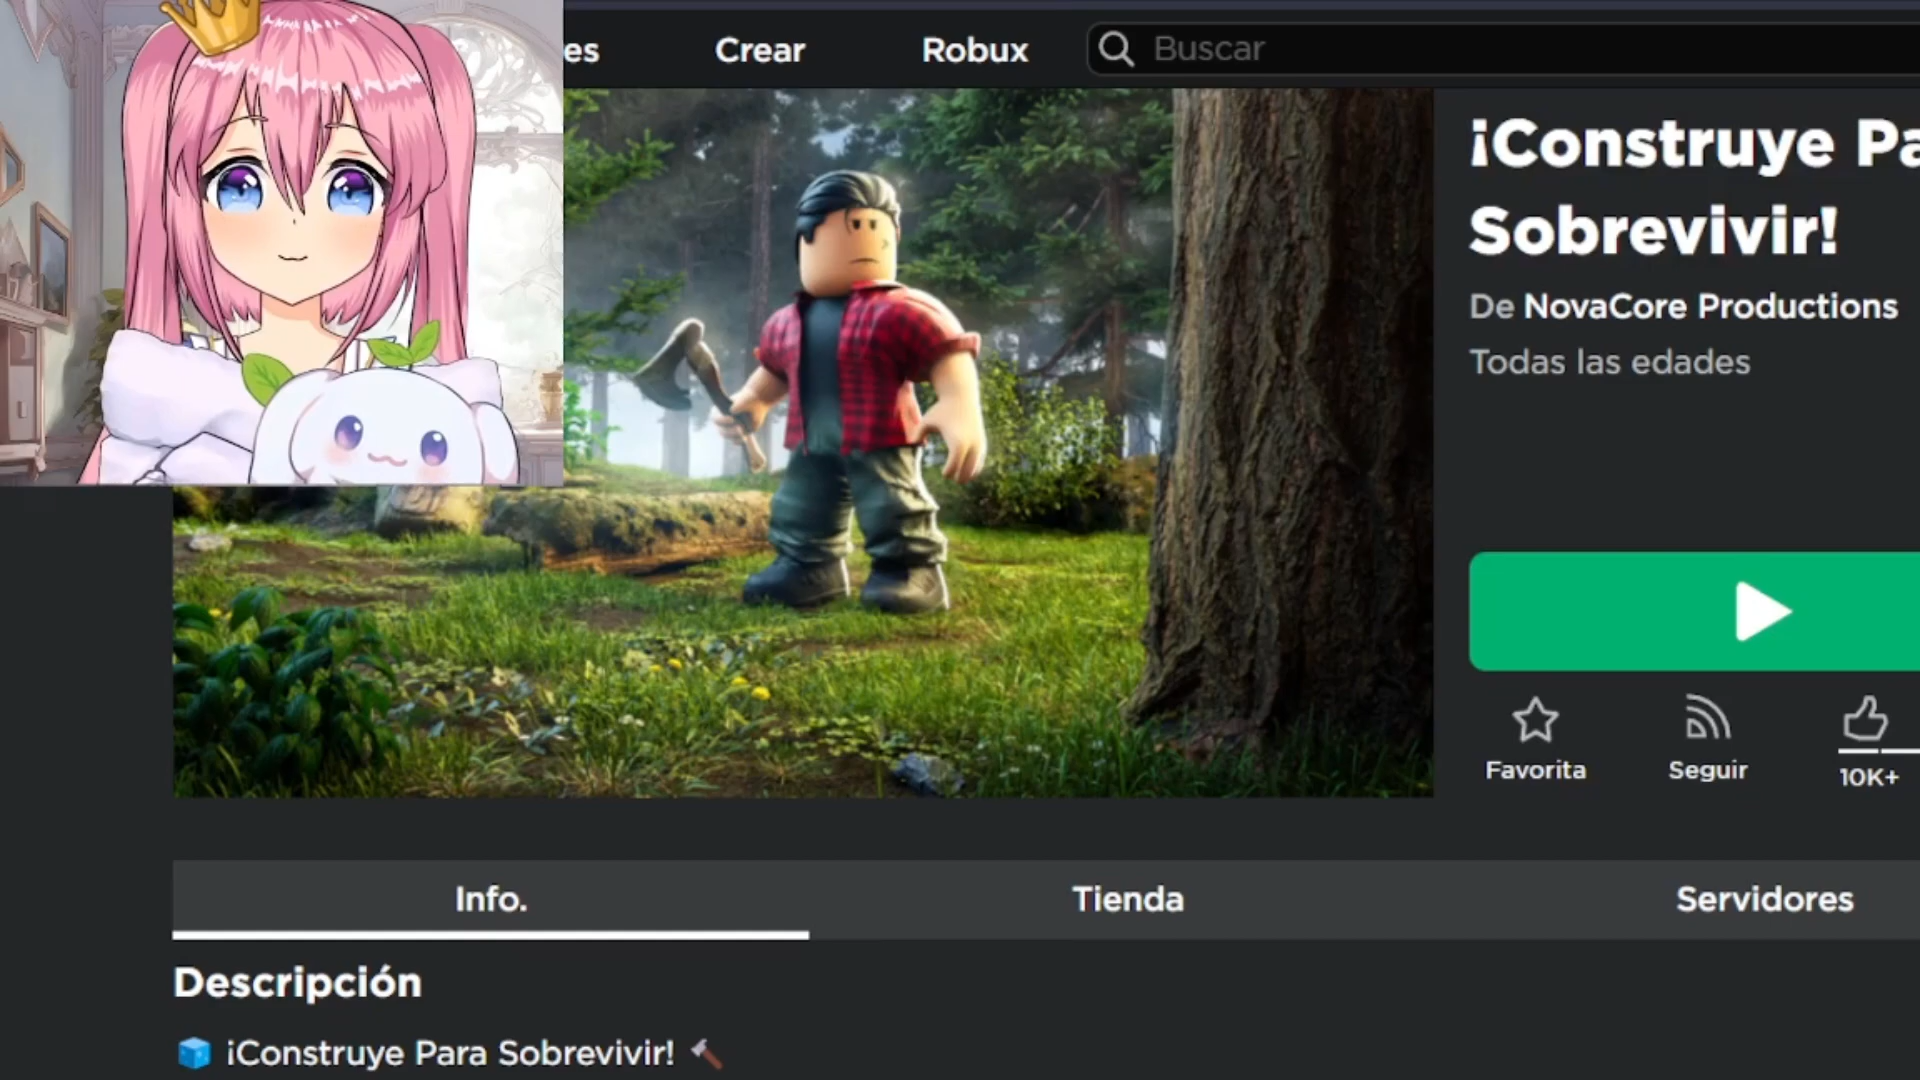 es
Crear
Robux
Buscar
¡Construye Pa
Sobrevivir!
De NovaCore Productions
Todas las edades
Favorita
Seguir
10K+
Info.
Tienda
Servidores
Descripción
¡Construye Para Sobrevivir!